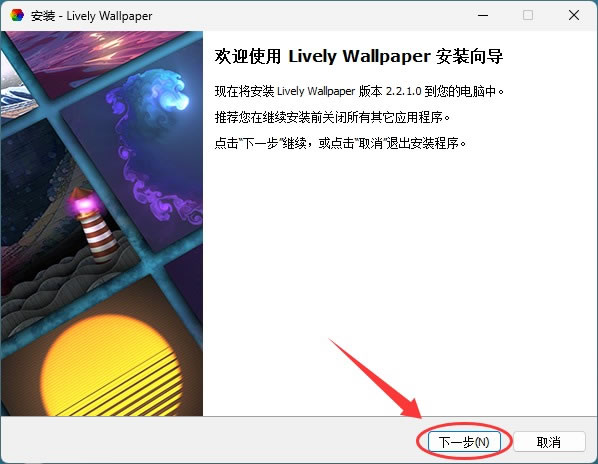 安装 - Lively Wallpaper
欢迎使用 Lively Wallpaper 安装向导
现在将安装 Lively Wallpaper 版本 2.2.1.0 到您的电脑中。
推荐您在继续安装前关闭所有其它应用程序。
点击“下一步”继续，或点击“取消”退出安装程序。
下一步(N)
取消